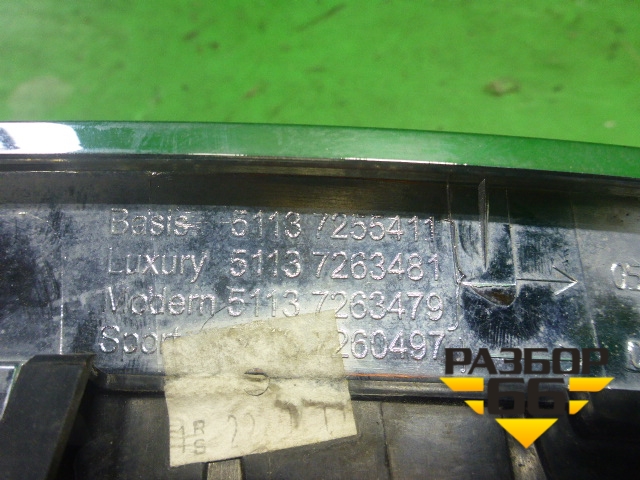 Basis 5113 7255411
Luxury 5113 7263481
Modern 5113 7263479
Sport 7260497
РАЗБОР
66